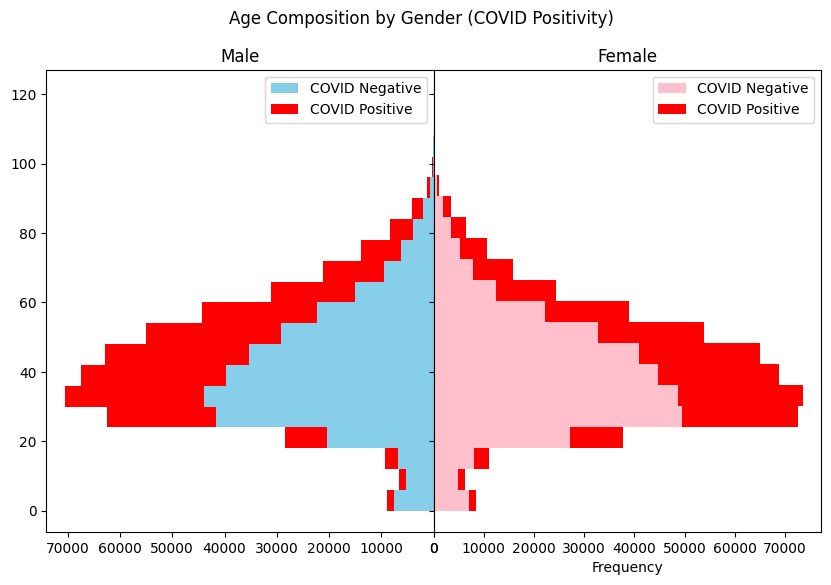 Age Composition by Gender (COVID Positivity)
Male
Female
COVID Negative
COVID Positive
COVID Negative
COVID Positive
120
100
80
60
40
20
0
70000 60000 50000 40000 30000 20000 10000 0
0 10000 20000 30000 40000 50000 60000 70000
Frequency